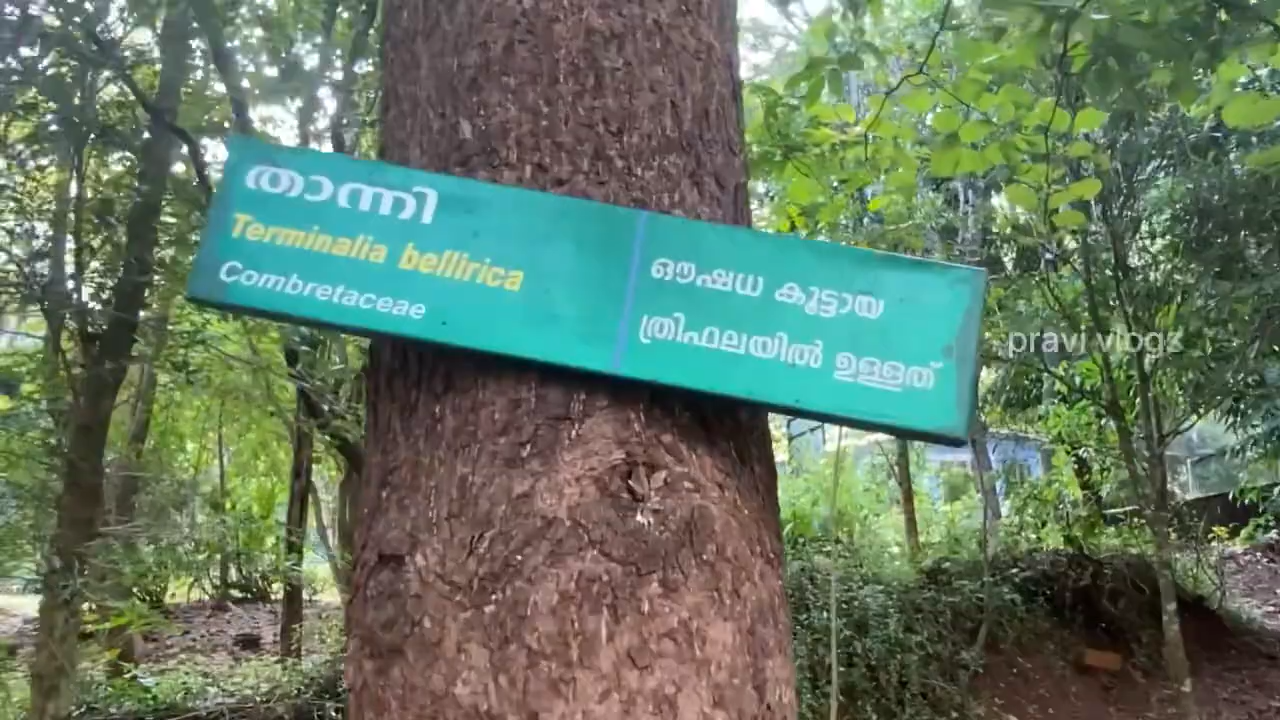 താന്നി
Terminalia bellirica
Combretaceae
ഔഷധ കൂട്ടായ
ത്രിഫലയിൽ ഉള്ളത്
pravi vlogs